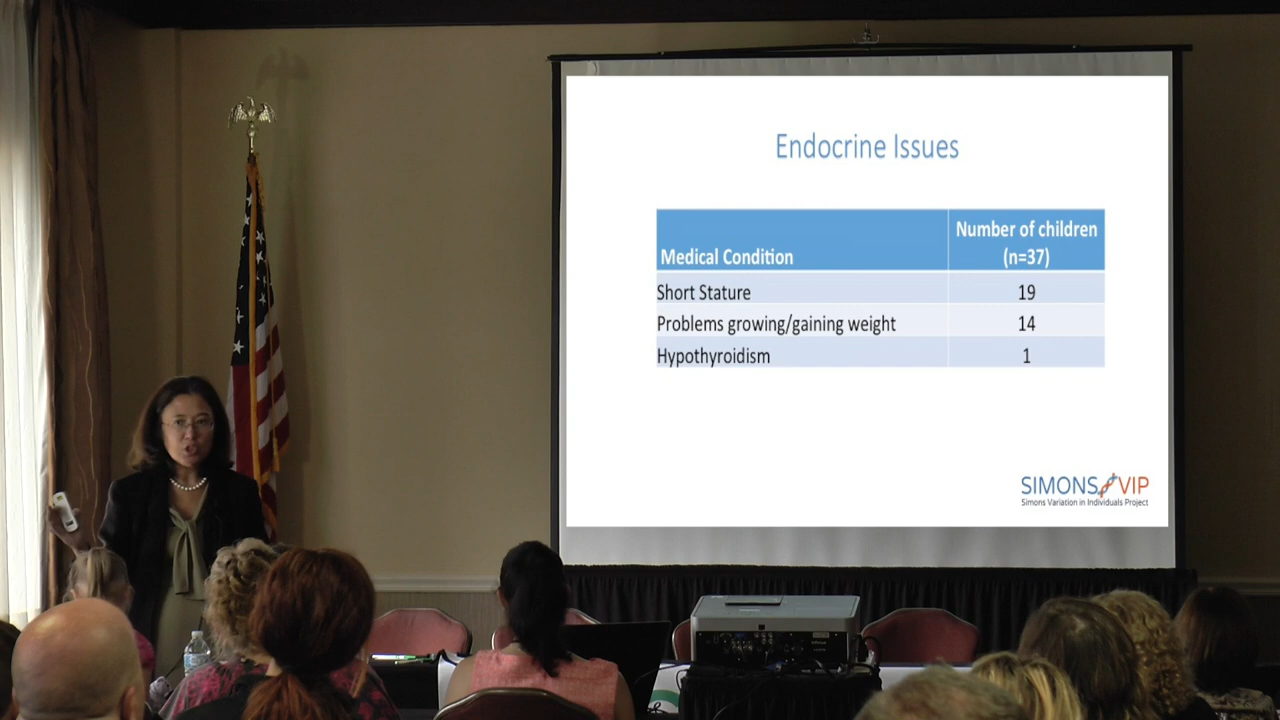 Endocrine Issues
Number of children
Medical Condition (n=37)
Short Stature 19
Problems growing/gaining weight 14
Hypothyroidism 1
SIMONS VIP
Simons Variation in Individuals Project